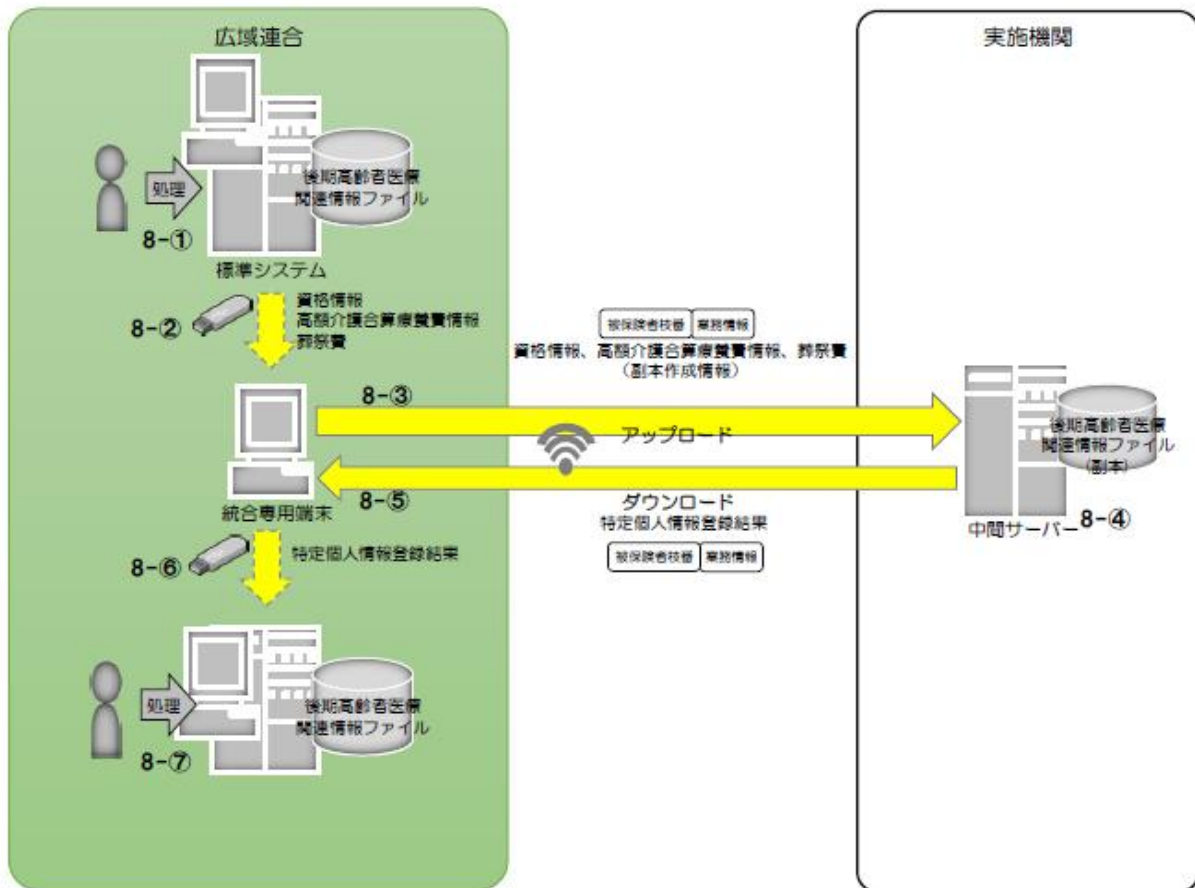 広域連合
実施機関
後期高齢者医療
関連情報ファイル
処理
8-①
標準システム
8-②
資格情報
高額介護合算療養費情報
葬祭費
被保険者枝番
業務情報
資格情報、高額介護合算療養費情報、葬祭費
（副本作成情報）
8-③
アップロード
後期高齢者医療
関連情報ファイル
(副本)
8-⑤
ダウンロード
統合専用端末
特定個人情報登録結果
中間サーバー
8-④
8-⑥
特定個人情報登録結果
被保険者枝番
業務情報
処理
後期高齢者医療
関連情報ファイル
8-⑦